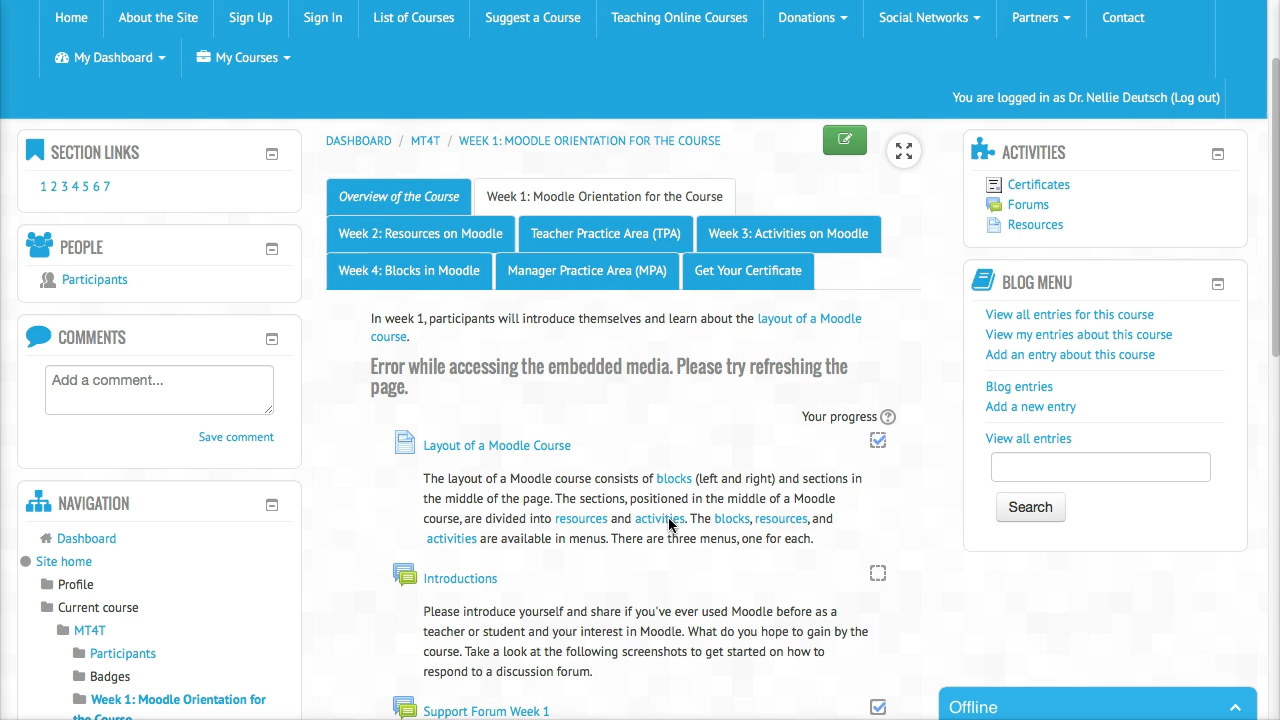 Home
About the Site
Sign Up
Sign In
List of Courses
Suggest a Course
Teaching Online Courses
Donations
Social Networks
Partners
Contact
My Dashboard
My Courses
You are logged in as Dr. Nellie Deutsch (Log out)
SECTION LINKS
1 2 3 4 5 6 7
PEOPLE
Participants
COMMENTS
Add a comment...
Save comment
NAVIGATION
Dashboard
Site home
Profile
Current course
MT4T
Participants
Badges
Week 1: Moodle Orientation for
the Course
DASHBOARD / MT4T / WEEK 1: MOODLE ORIENTATION FOR THE COURSE
Overview of the Course
Week 1: Moodle Orientation for the Course
Week 2: Resources on Moodle
Teacher Practice Area (TPA)
Week 3: Activities on Moodle
Week 4: Blocks in Moodle
Manager Practice Area (MPA)
Get Your Certificate
In week 1, participants will introduce themselves and learn about the layout of a Moodle
course.
Error while accessing the embedded media. Please try refreshing the
page.
Your progress
Layout of a Moodle Course
The layout of a Moodle course consists of blocks (left and right) and sections in
the middle of the page. The sections, positioned in the middle of a Moodle
course, are divided into resources and activities. The blocks, resources, and
activities are available in menus. There are three menus, one for each.
Introductions
Please introduce yourself and share if you've ever used Moodle before as a
teacher or student and your interest in Moodle. What do you hope to gain by the
course. Take a look at the following screenshots to get started on how to
respond to a discussion forum.
Support Forum Week 1
ACTIVITIES
Certificates
Forums
Resources
BLOG MENU
View all entries for this course
View my entries about this course
Add an entry about this course
Blog entries
Add a new entry
View all entries
Search
Offline